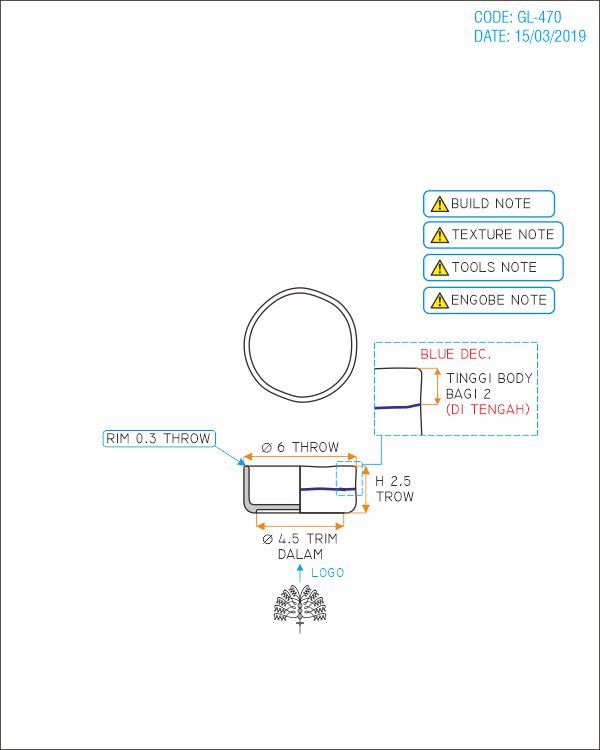 CODE: GL-470
DATE: 15/03/2019
BUILD NOTE
TEXTURE NOTE
TOOLS NOTE
ENGOBE NOTE
BLUE DEC.
TINGGI BODY
BAGI 2
(DI TENGAH)
RIM 0.3 THROW
Ø 6 THROW
H 2.5
TROW
Ø 4.5 TRIM
DALAM
LOGO